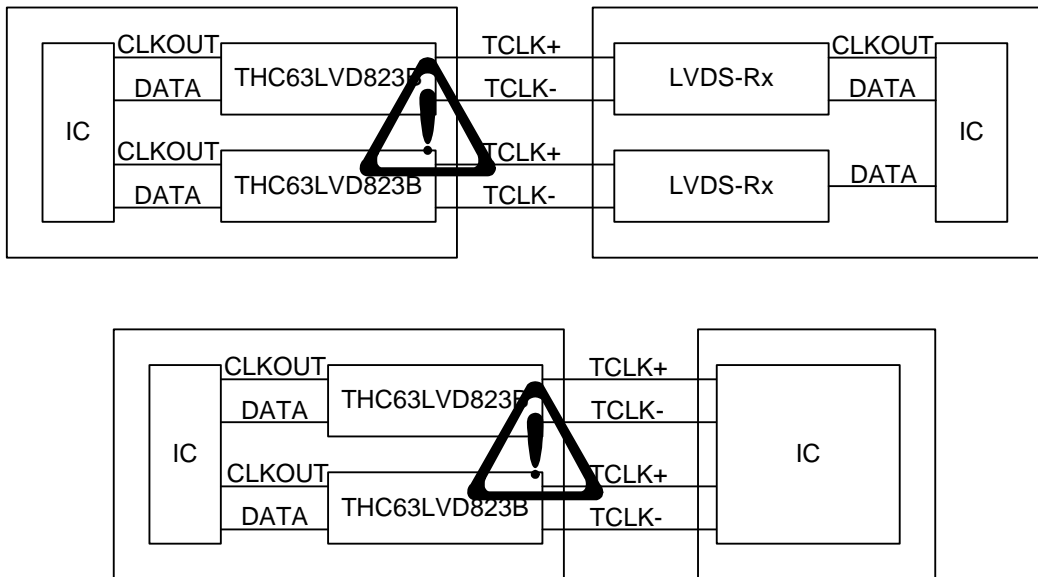 CLKOUT TCLK+ CLKOUT
THC63LVD823B LVDS-Rx
DATA TCLK- DATA
IC IC
CLKOUT TCLK+
THC63LVD823B LVDS-Rx DATA
DATA TCLK-
CLKOUT TCLK+
THC63LVD823B
DATA TCLK-
IC IC
CLKOUT TCLK+
THC63LVD823B
DATA TCLK-